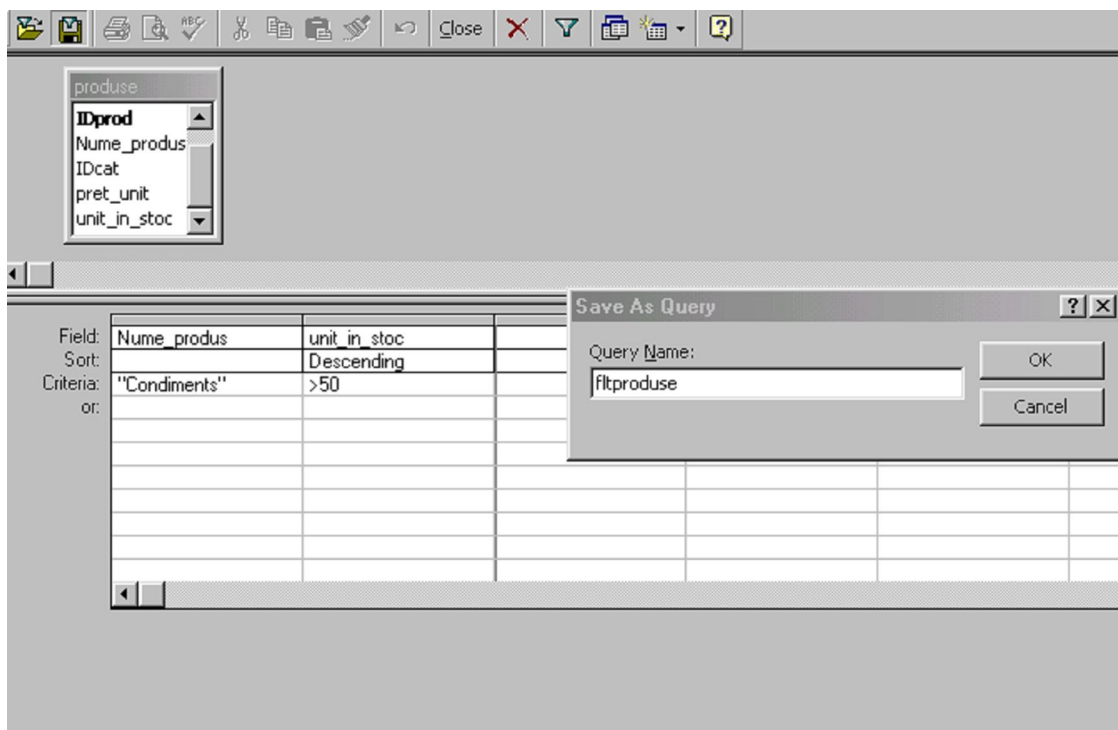 ABC Close ?
produse
IDprod
Nume_produs
IDcat
pret_unit
unit_in_stoc
Save As Query ? X
Query Name:
fltproduse
OK
Cancel
Field: Nume_produs unit_in_stoc
Sort: Descending
Criteria: "Condiments" >50
or: